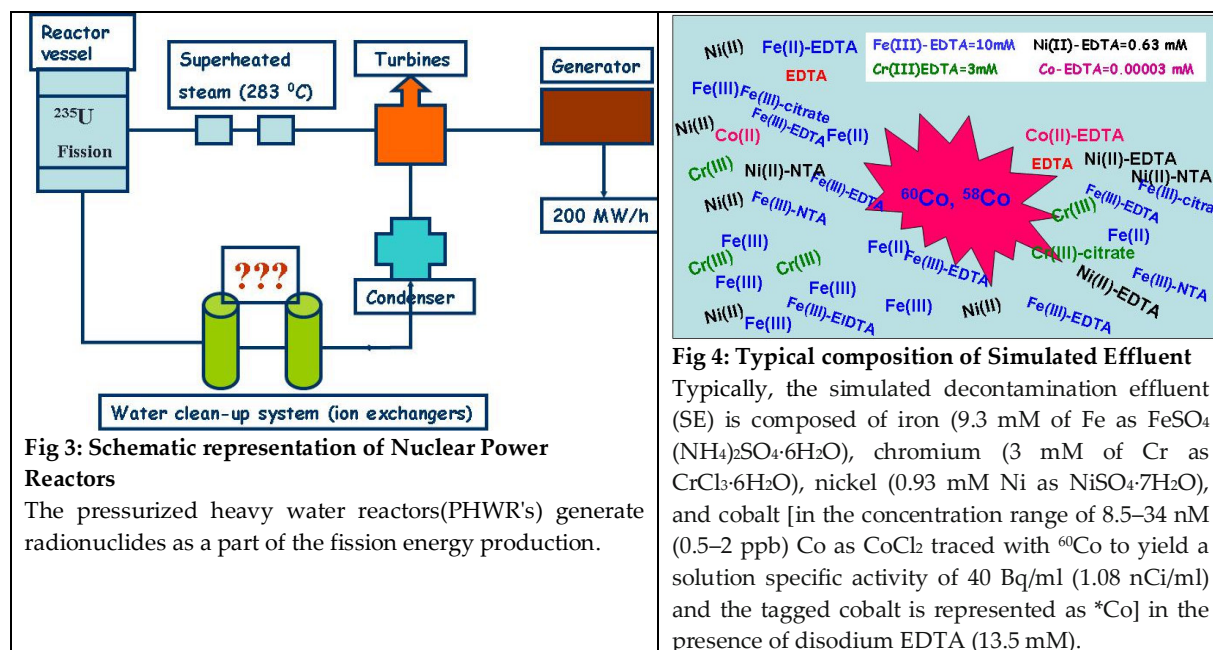 Reactor
vessel
235U
Fission
Superheated
steam (283 ⁰C)
Turbines
Generator
200 MW/h
???
Condenser
Water clean-up system (ion exchangers)
Fig 3: Schematic representation of Nuclear Power
Reactors
The pressurized heavy water reactors(PHWR's) generate
radionuclides as a part of the fission energy production.
Fe(III)-EDTA=10mM Ni(II)-EDTA=0.63 mM
Cr(III)EDTA=3mM Co-EDTA=0.00003 mM
Ni(II) Fe(II)-EDTA
EDTA
Fe(III) Fe(III)-citrate
Ni(II) Fe(III)-EDTA Fe(II)
Co(II) Co(II)-EDTA
Cr(III) Ni(II)-NTA Fe(III)-EDTA EDTA Ni(II)-EDTA
Ni(II)-NTA
60Co, 58Co
Fe(III)-EDTA Fe(III)-citra
Ni(II) Fe(III)-NTA Cr(III)
Fe(II)
Fe(III) Fe(II) Cr(III)-citrate
Cr(III) Cr(III) Fe(III)-EDTA Fe(III)-NTA
Fe(III) Fe(III) Ni(II)-EDTA
Ni(II) Fe(III)-EIDTA Fe(III) Ni(II) Fe(III)-EDTA
Fe(III)
Fig 4: Typical composition of Simulated Effluent
Typically, the simulated decontamination effluent
(SE) is composed of iron (9.3 mM of Fe as FeSO4
(NH4)2SO4·6H2O), chromium (3 mM of Cr as
CrCl3·6H2O), nickel (0.93 mM Ni as NiSO4·7H2O),
and cobalt [in the concentration range of 8.5–34 nM
(0.5–2 ppb) Co as CoCl2 traced with 60Co to yield a
solution specific activity of 40 Bq/ml (1.08 nCi/ml)
and the tagged cobalt is represented as *Co] in the
presence of disodium EDTA (13.5 mM).